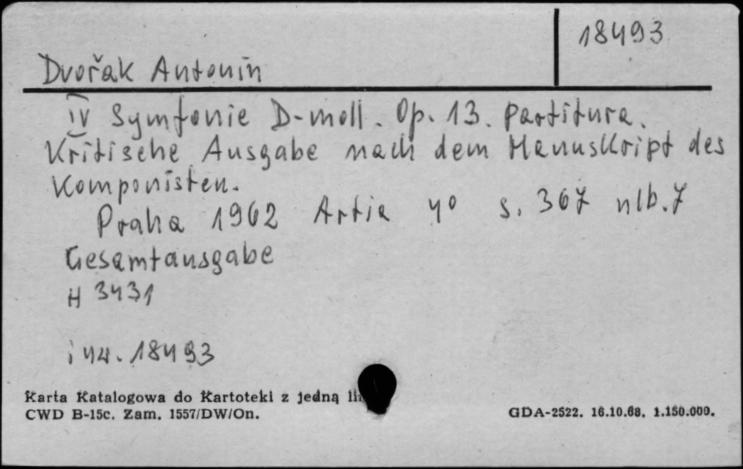 18493
Dvořak Antonin
IV Symfonie D-moll. Op. 13. Partitura.
Kritische Ausgabe nach dem Manuskript des
Komponisten.
Praha 1962 Artia 4° s. 367 nlb. 7
Gesamtausgabe
H 3431
inw. 18493
Karta Katalogowa do Kartoteki z jedną
CWD B-15c. Zam. 1557/DW/On.
GDA-2522. 16.10.68. 1.150.000.